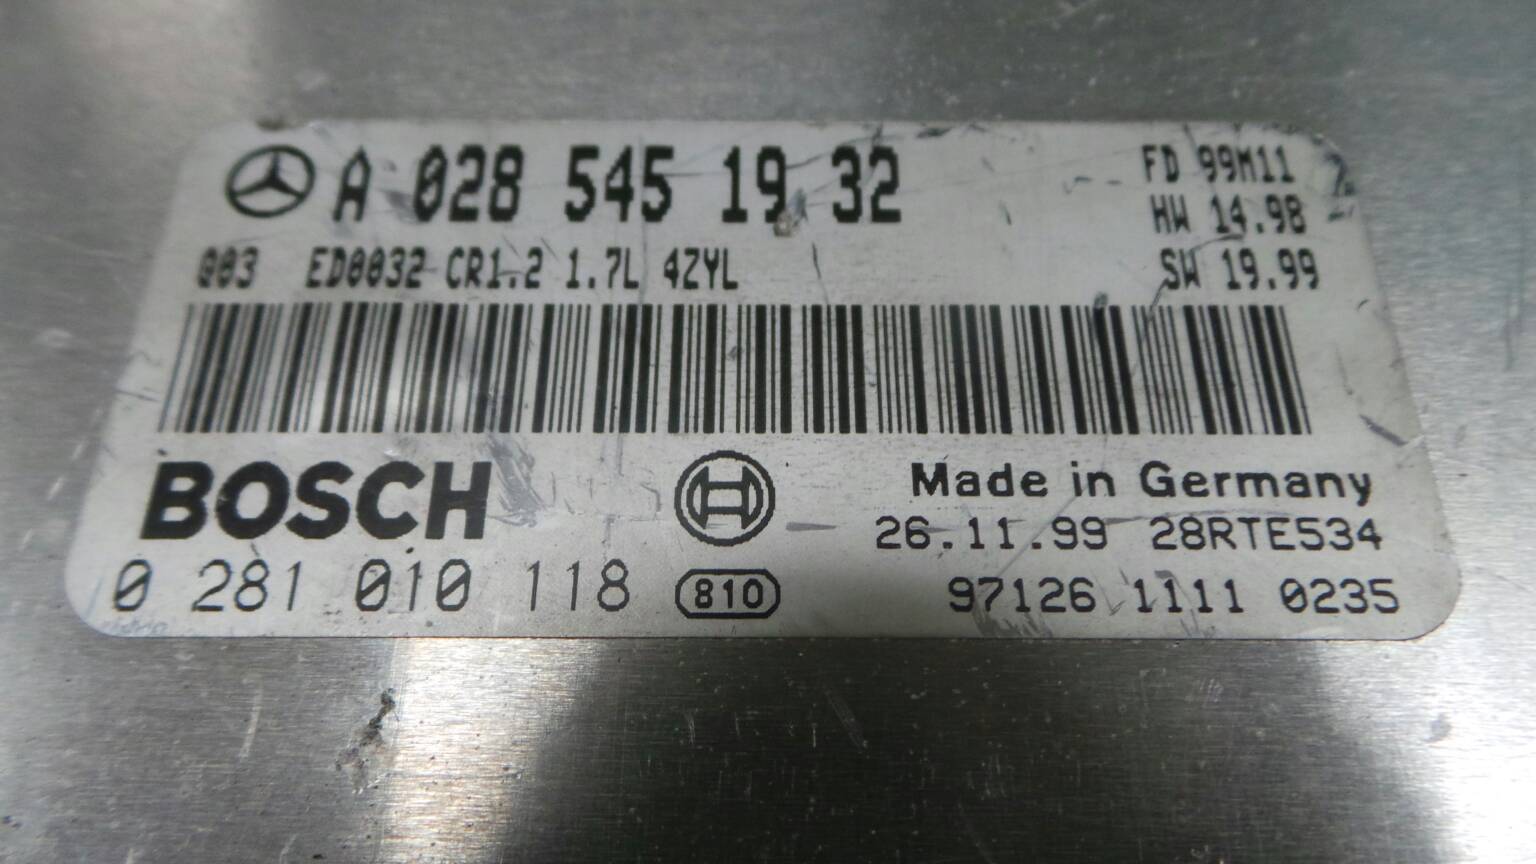 A 028 545 19 32
FD 99M11
HW 14.98
003 ED0032 CR1.2 1.7L 4ZYL
SW 19.99
BOSCH
Made in Germany
26.11.99 28RTE534
0 281 010 118
810
97126 1111 0235